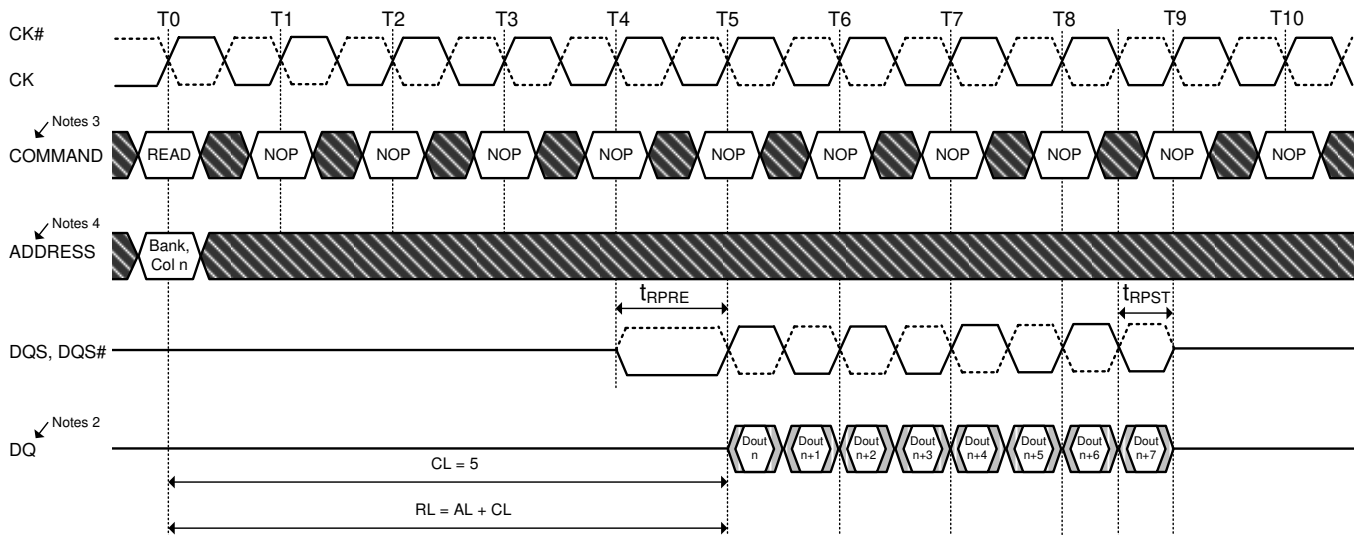 T0 T1 T2 T3 T4 T5 T6 T7 T8 T9 T10
CK#
CK
Notes 3
COMMAND READ NOP NOP NOP NOP NOP NOP NOP NOP NOP NOP
Notes 4
ADDRESS Bank,
Col n
tRPRE tRPST
DQS, DQS#
Notes 2
DQ
Dout Dout Dout Dout Dout Dout Dout Dout
n n+1 n+2 n+3 n+4 n+5 n+6 n+7
CL = 5
RL = AL + CL